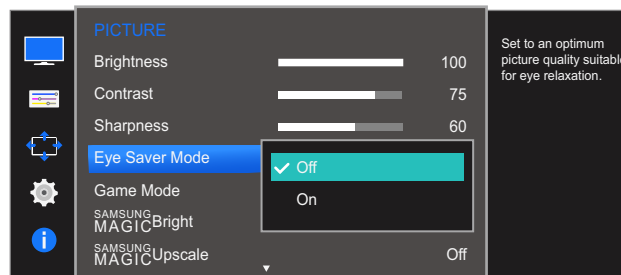 PICTURE
Brightness 100
Contrast 75
Sharpness 60
Eye Saver Mode
Off
On
Game Mode
SAMSUNG
MAGICBright
SAMSUNG
MAGICUpscale Off
Set to an optimum
picture quality suitable
for eye relaxation.
i